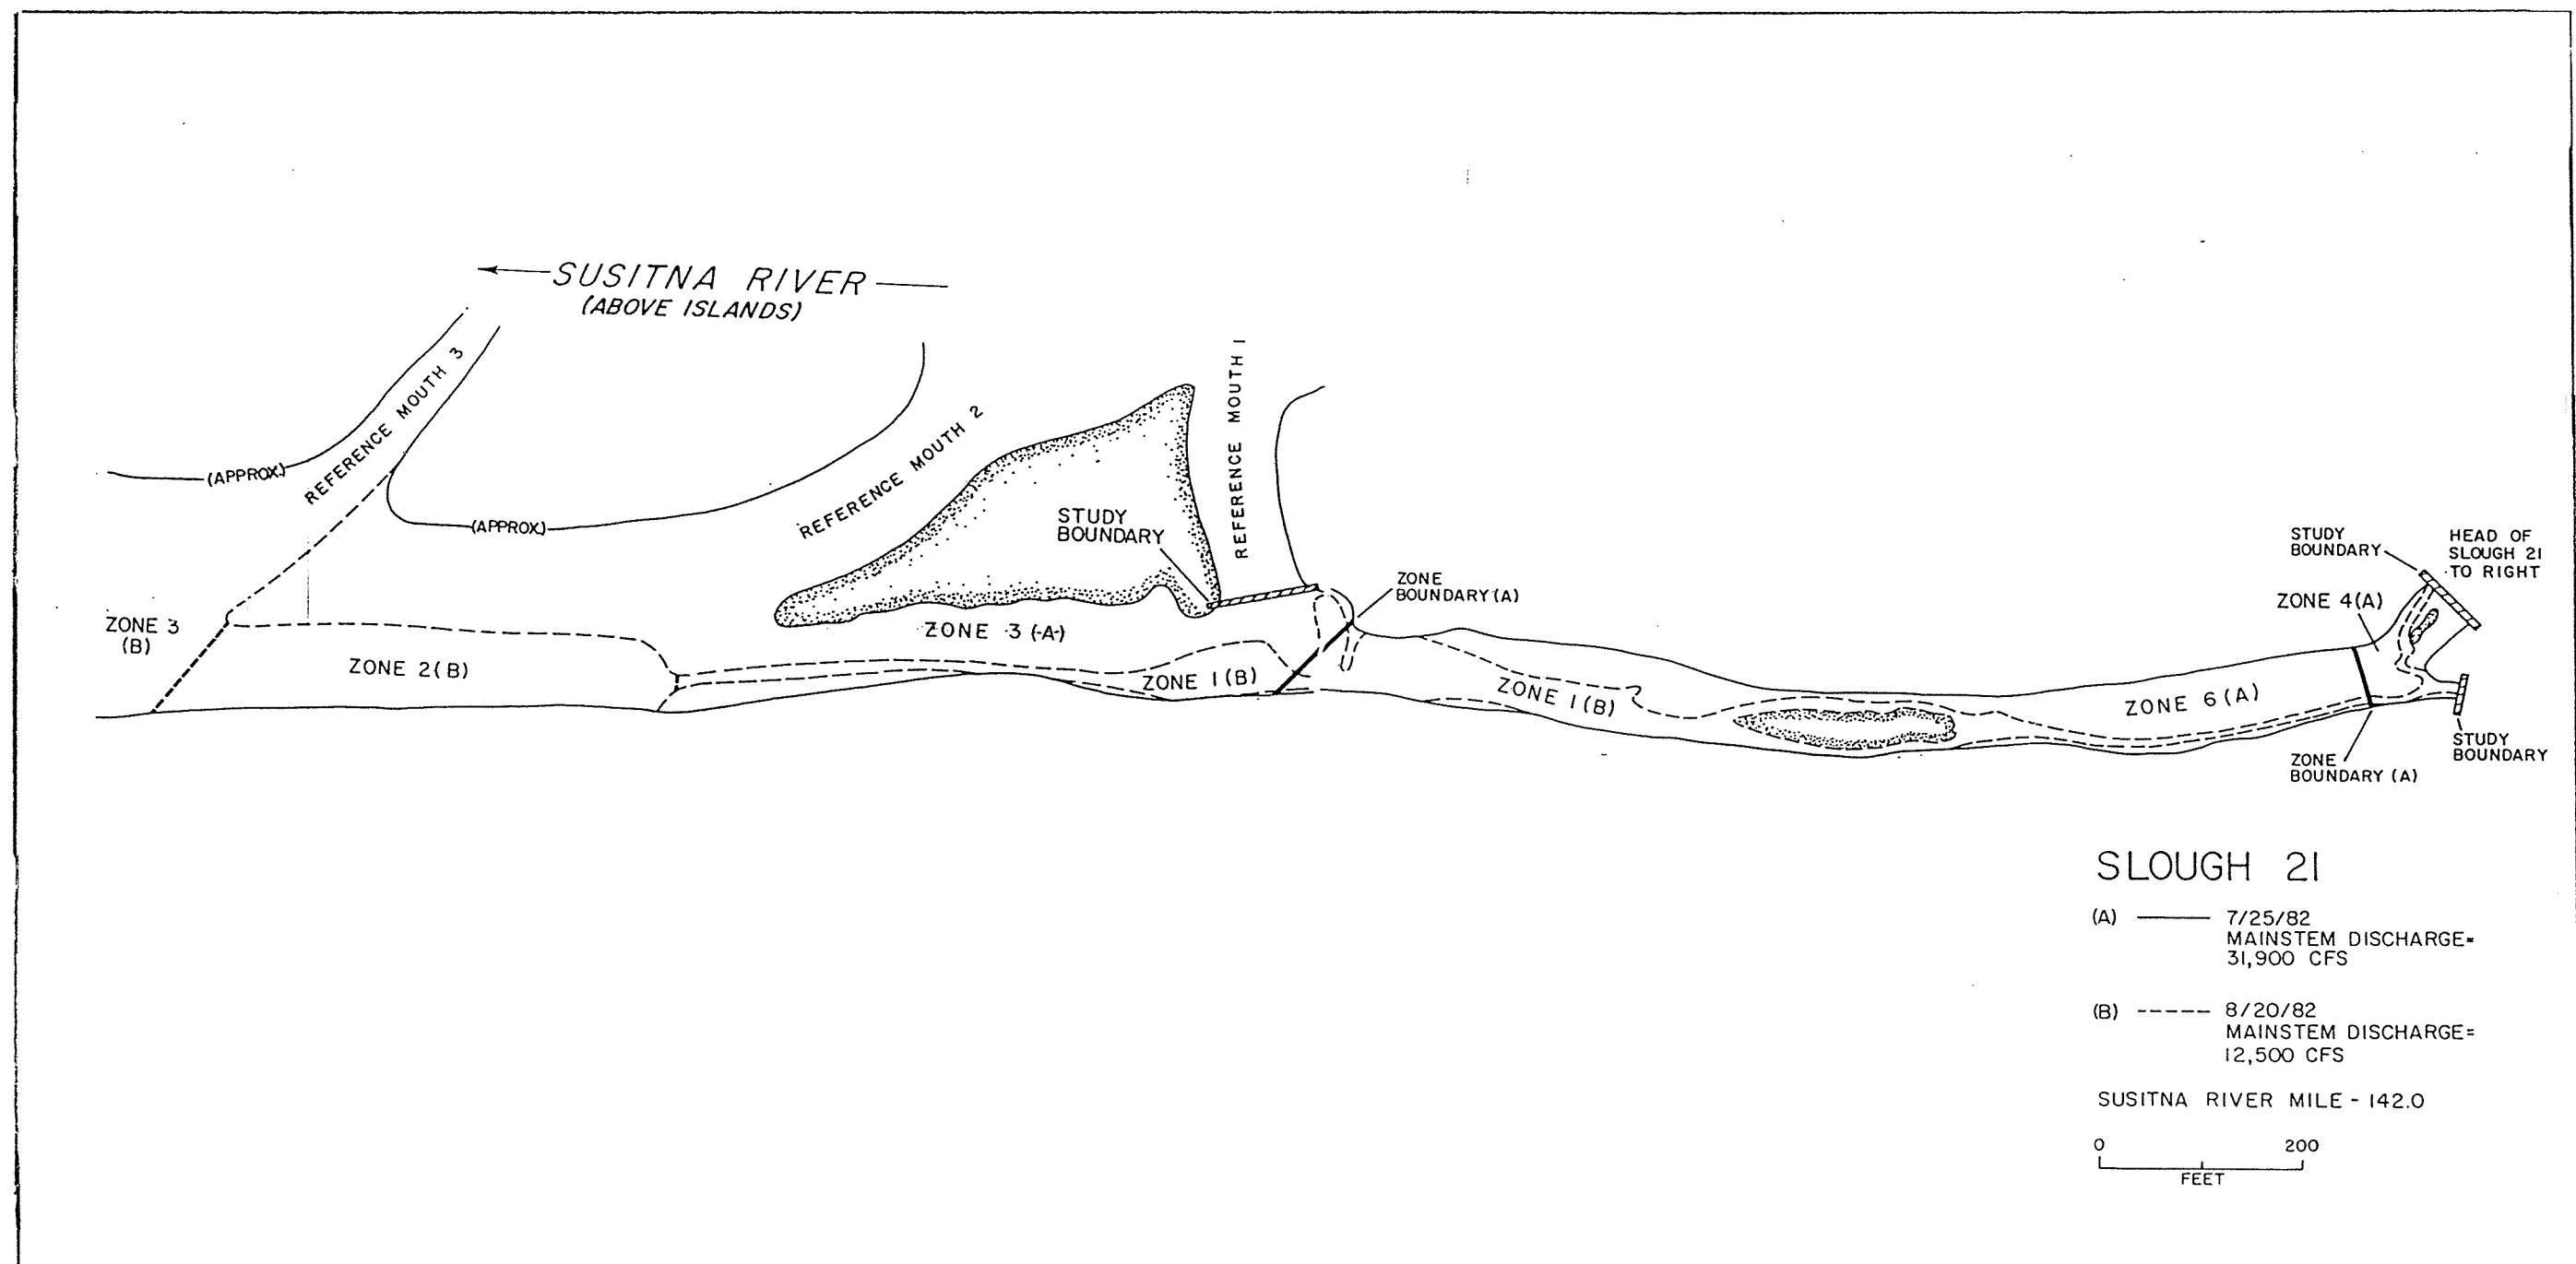 SUSITNA RIVER
(ABOVE ISLANDS)
REFERENCE MOUTH 3
(APPROX.)
REFERENCE MOUTH 2
(APPROX.)
REFERENCE MOUTH 1
STUDY
BOUNDARY
ZONE
BOUNDARY (A)
STUDY
BOUNDARY
HEAD OF
SLOUGH 21
TO RIGHT
ZONE 4(A)
ZONE 3
(B)
ZONE 3 (A)
ZONE 2(B)
ZONE 1(B)
ZONE 1(B)
ZONE 6(A)
ZONE
BOUNDARY (A)
STUDY
BOUNDARY
SLOUGH 21
(A) 7/25/82
MAINSTEM DISCHARGE=
31,900 CFS
(B) 8/20/82
MAINSTEM DISCHARGE=
12,500 CFS
SUSITNA RIVER MILE - 142.0
0 200
FEET